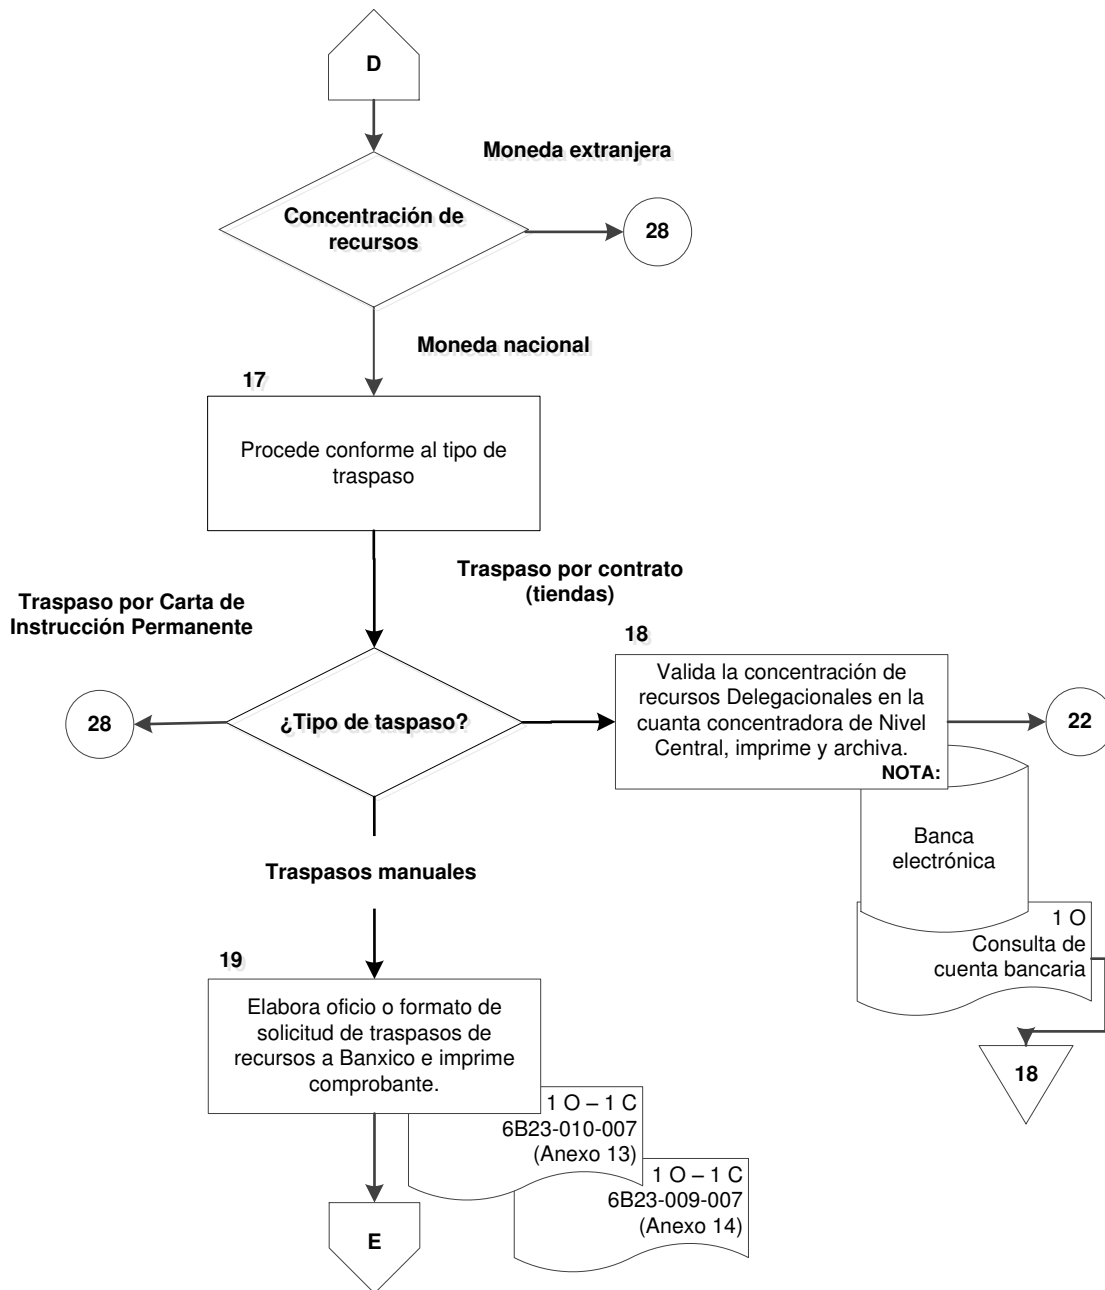 D
Moneda extranjera
Concentración de
recursos
28
Moneda nacional
17
Procede conforme al tipo de
traspaso
Traspaso por contrato
(tiendas)
Traspaso por Carta de
Instrucción Permanente
18
Valida la concentración de
recursos Delegacionales en la
cuanta concentradora de Nivel
Central, imprime y archiva.
NOTA:
28
¿Tipo de taspaso?
22
Banca
electrónica
Traspasos manuales
1 O
Consulta de
cuenta bancaria
19
Elabora oficio o formato de
solicitud de traspasos de
recursos a Banxico e imprime
comprobante.
18
1 O – 1 C
6B23-010-007
(Anexo 13)
1 O – 1 C
6B23-009-007
(Anexo 14)
E